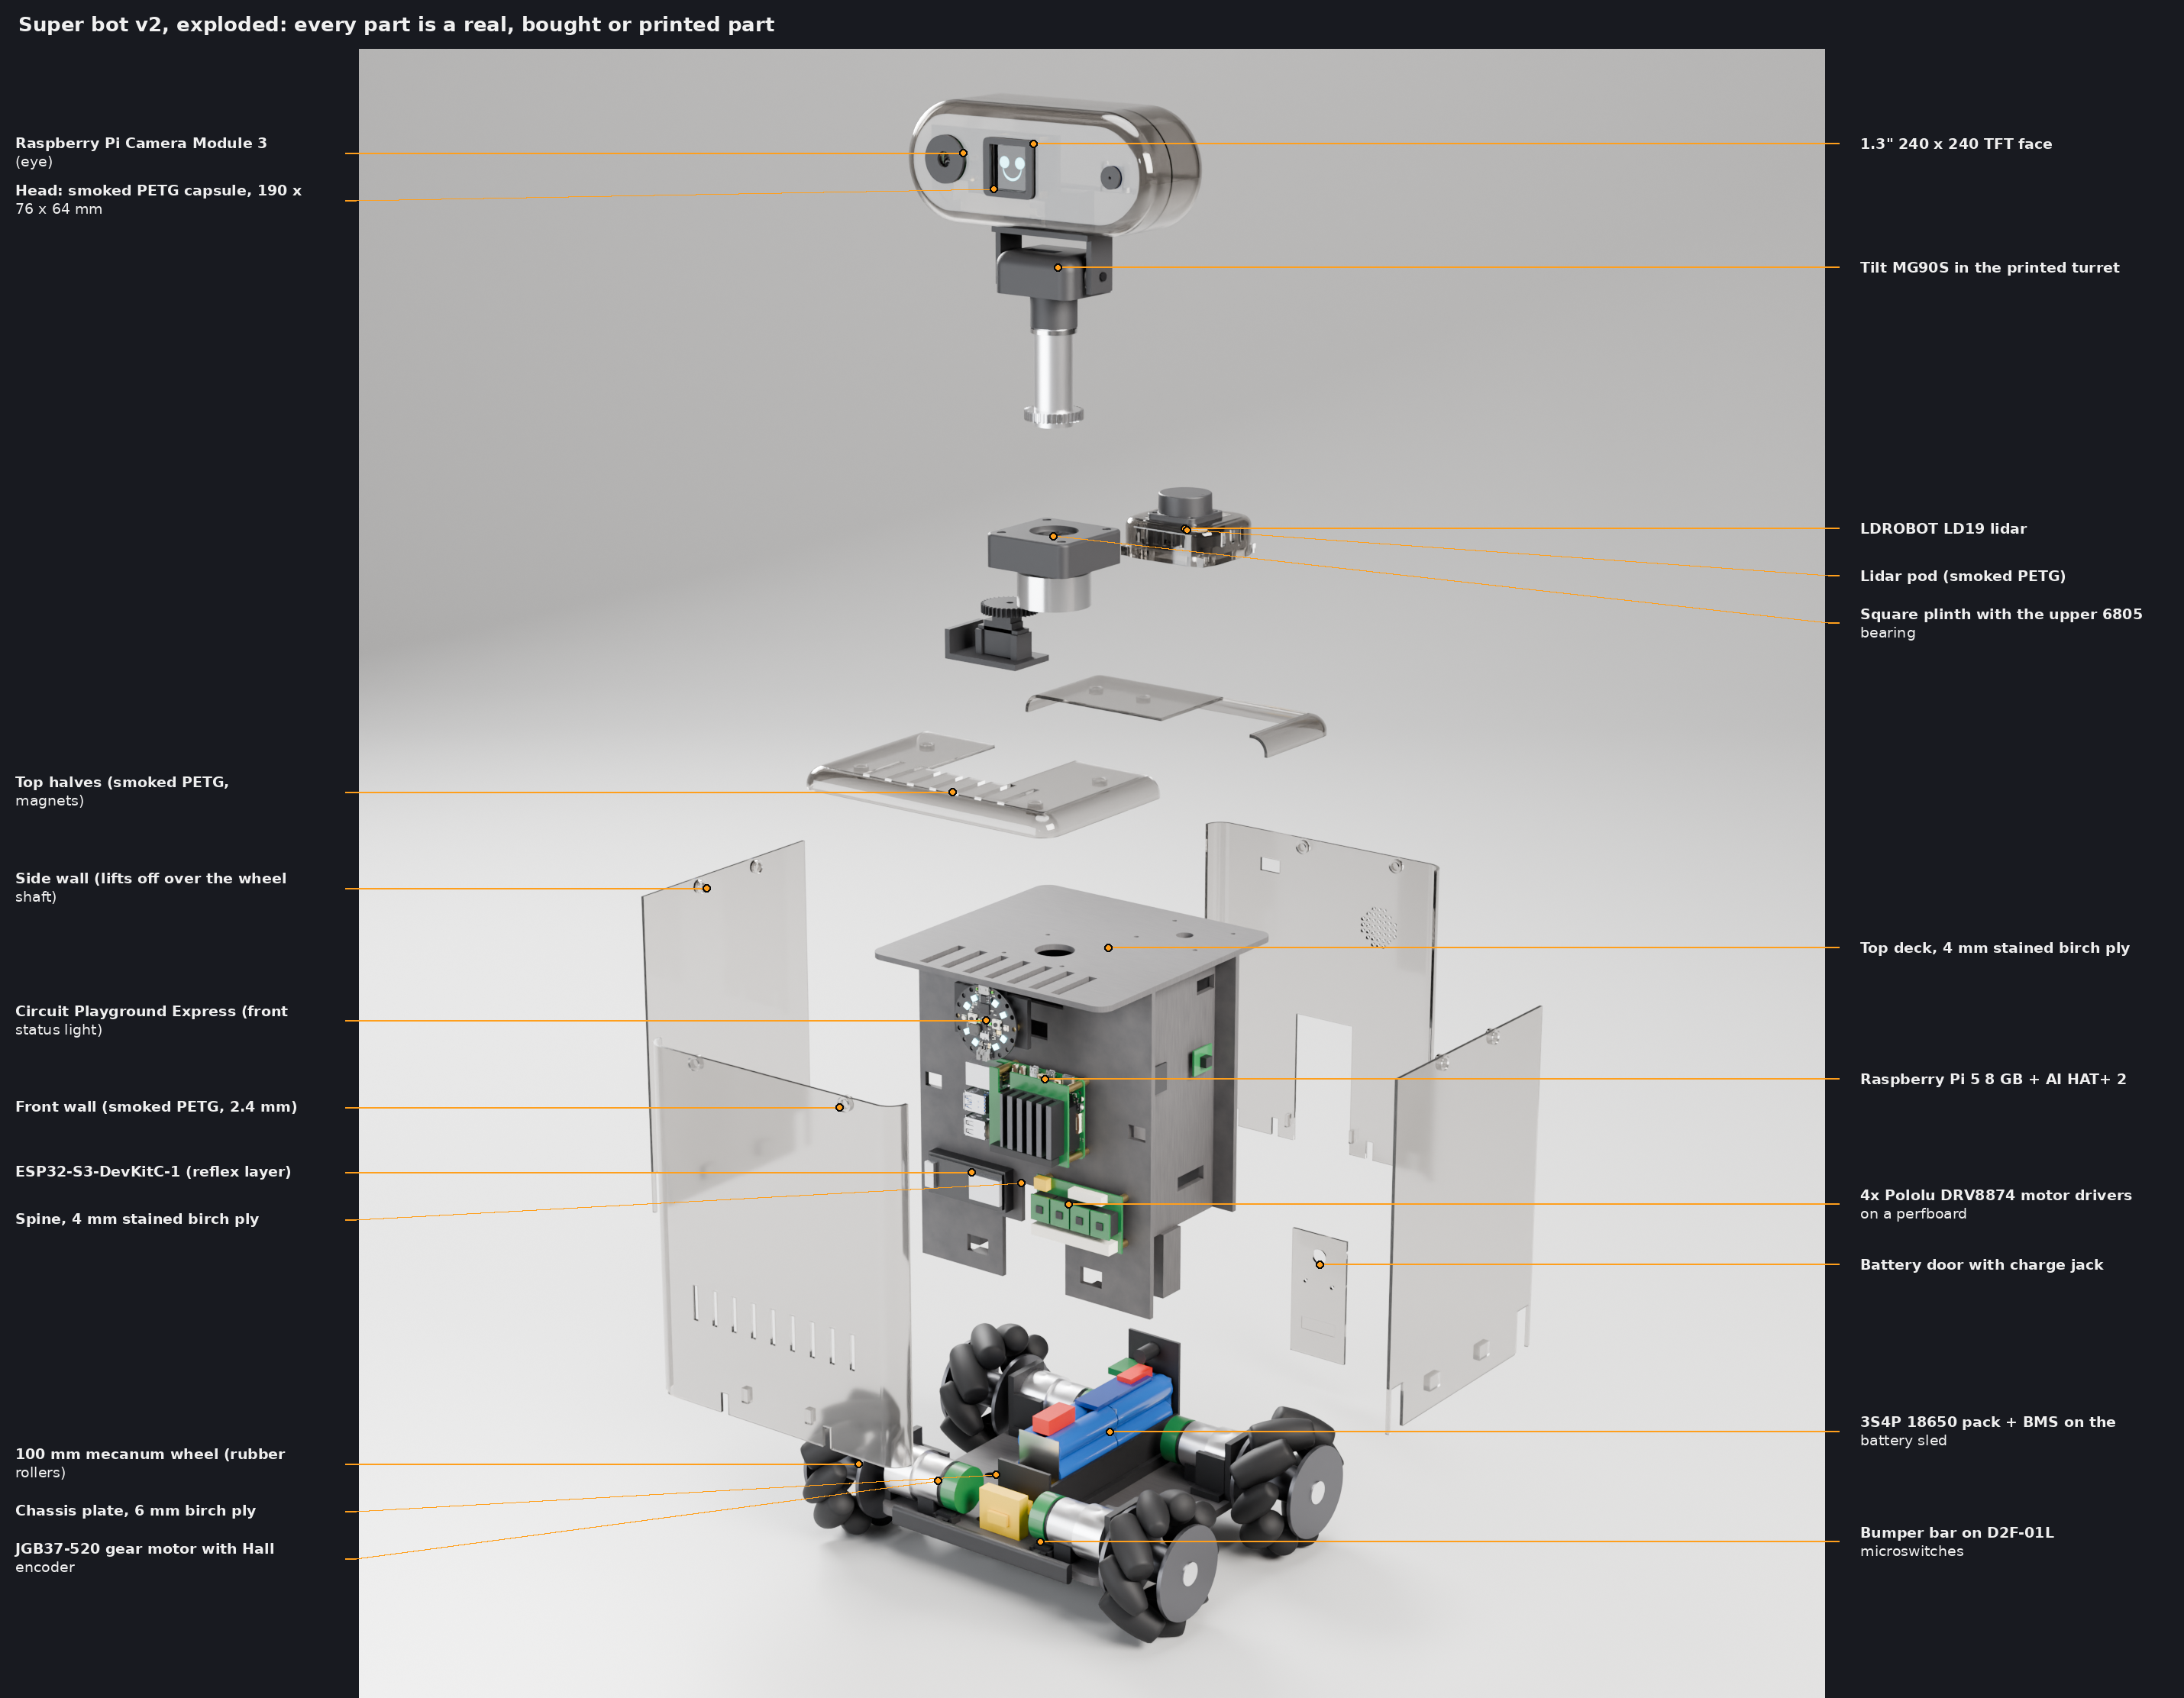 Super bot v2, exploded: every part is a real, bought or printed part
Raspberry Pi Camera Module 3
(eye)
Head: smoked PETG capsule, 190 x
76 x 64 mm
Top halves (smoked PETG,
magnets)
Side wall (lifts off over the wheel
shaft)
Circuit Playground Express (front
status light)
Front wall (smoked PETG, 2.4 mm)
ESP32-S3-DevKitC-1 (reflex layer)
Spine, 4 mm stained birch ply
100 mm mecanum wheel (rubber
rollers)
Chassis plate, 6 mm birch ply
JGB37-520 gear motor with Hall
encoder
1.3" 240 x 240 TFT face
Tilt MG90S in the printed turret
LDROBOT LD19 lidar
Lidar pod (smoked PETG)
Square plinth with the upper 6805
bearing
Top deck, 4 mm stained birch ply
Raspberry Pi 5 8 GB + AI HAT+ 2
4x Pololu DRV8874 motor drivers
on a perfboard
Battery door with charge jack
3S4P 18650 pack + BMS on the
battery sled
Bumper bar on D2F-01L
microswitches